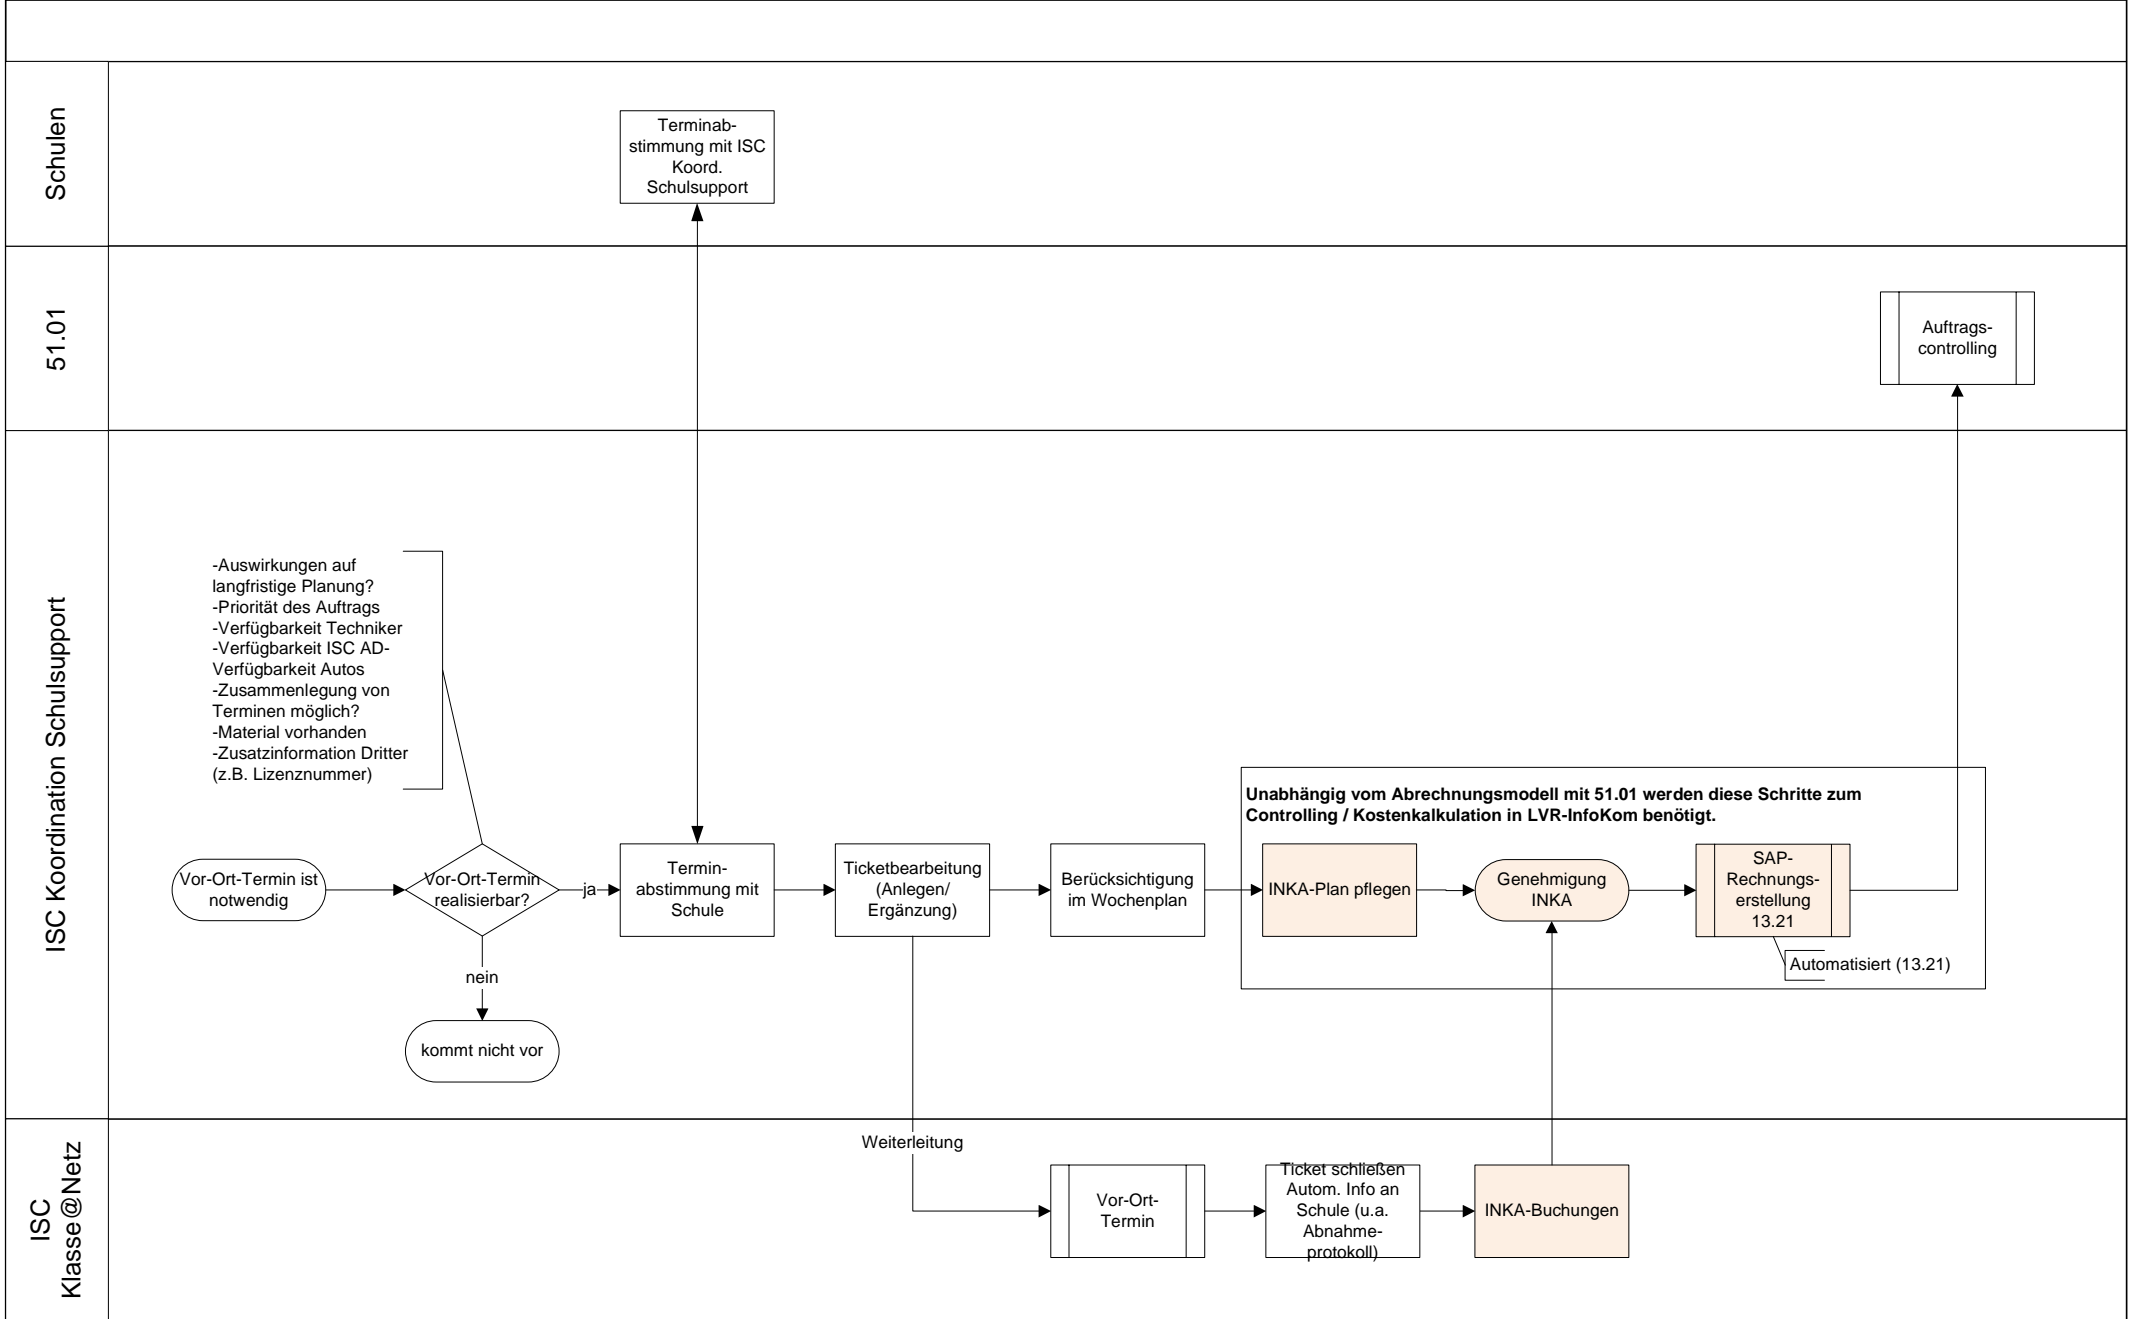 Schulen
Terminab-
stimmung mit ISC
Koord.
Schulsupport
51.01
Auftrags-
controlling
ISC Koordination Schulsupport
-Auswirkungen auf
langfristige Planung?
-Priorität des Auftrags
-Verfügbarkeit Techniker
-Verfügbarkeit ISC AD-
Verfügbarkeit Autos
-Zusammenlegung von
Terminen möglich?
-Material vorhanden
-Zusatzinformation Dritter
(z.B. Lizenznummer)
Vor-Ort-Termin ist
notwendig
Vor-Ort-Termin
realisierbar?
ja
nein
kommt nicht vor
Termin-
abstimmung mit
Schule
Ticketbearbeitung
(Anlegen/
Ergänzung)
Berücksichtigung
im Wochenplan
Unabhängig vom Abrechnungsmodell mit 51.01 werden diese Schritte zum
Controlling / Kostenkalkulation in LVR-InfoKom benötigt.
INKA-Plan pflegen
Genehmigung
INKA
SAP-
Rechnungs-
erstellung
13.21
Automatisiert (13.21)
ISC
Klasse@Netz
Weiterleitung
Vor-Ort-
Termin
Ticket schließen
Autom. Info an
Schule (u.a.
Abnahme-
protokoll)
INKA-Buchungen